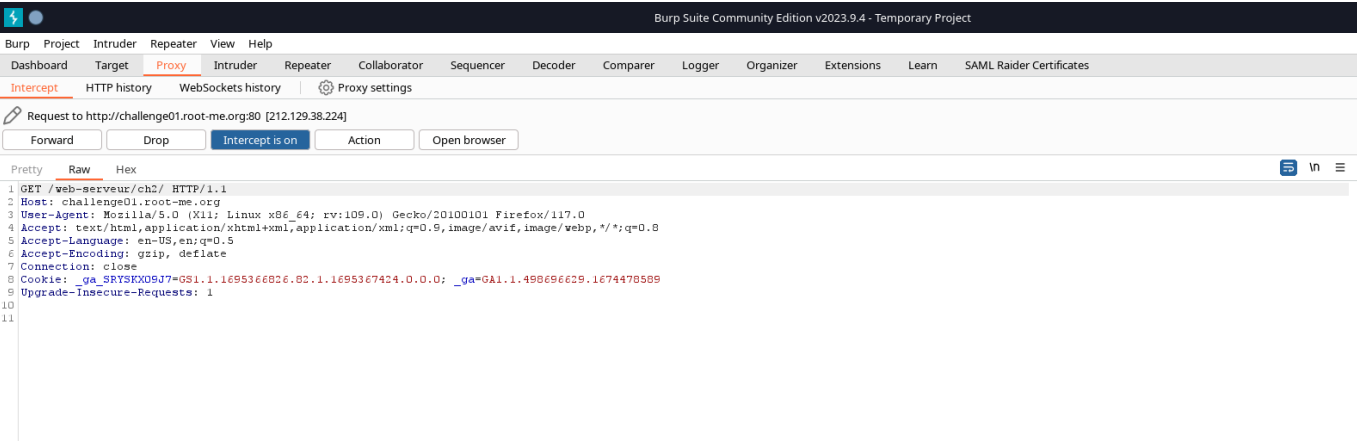 Burp Suite Community Edition v2023.9.4 - Temporary Project
Burp Project Intruder Repeater View Help
Dashboard Target Proxy Intruder Repeater Collaborator Sequencer Decoder Comparer Logger Organizer Extensions Learn SAML Raider Certificates
Intercept HTTP history WebSockets history Proxy settings
Request to http://challenge01.root-me.org:80 [212.129.38.224]
Forward Drop Intercept is on Action Open browser
Pretty Raw Hex \n
1 GET /web-serveur/ch2/ HTTP/1.1
2 Host: challenge01.root-me.org
3 User-Agent: Mozilla/5.0 (X11; Linux x86_64; rv:109.0) Gecko/20100101 Firefox/117.0
4 Accept: text/html,application/xhtml+xml,application/xml;q=0.9,image/avif,image/webp,*/*;q=0.8
5 Accept-Language: en-US,en;q=0.5
6 Accept-Encoding: gzip, deflate
7 Connection: close
8 Cookie: _ga_SRYSKX09J7=GS1.1.1695366826.82.1.1695367424.0.0.0; _ga=GA1.1.498696629.1674478589
9 Upgrade-Insecure-Requests: 1
10
11